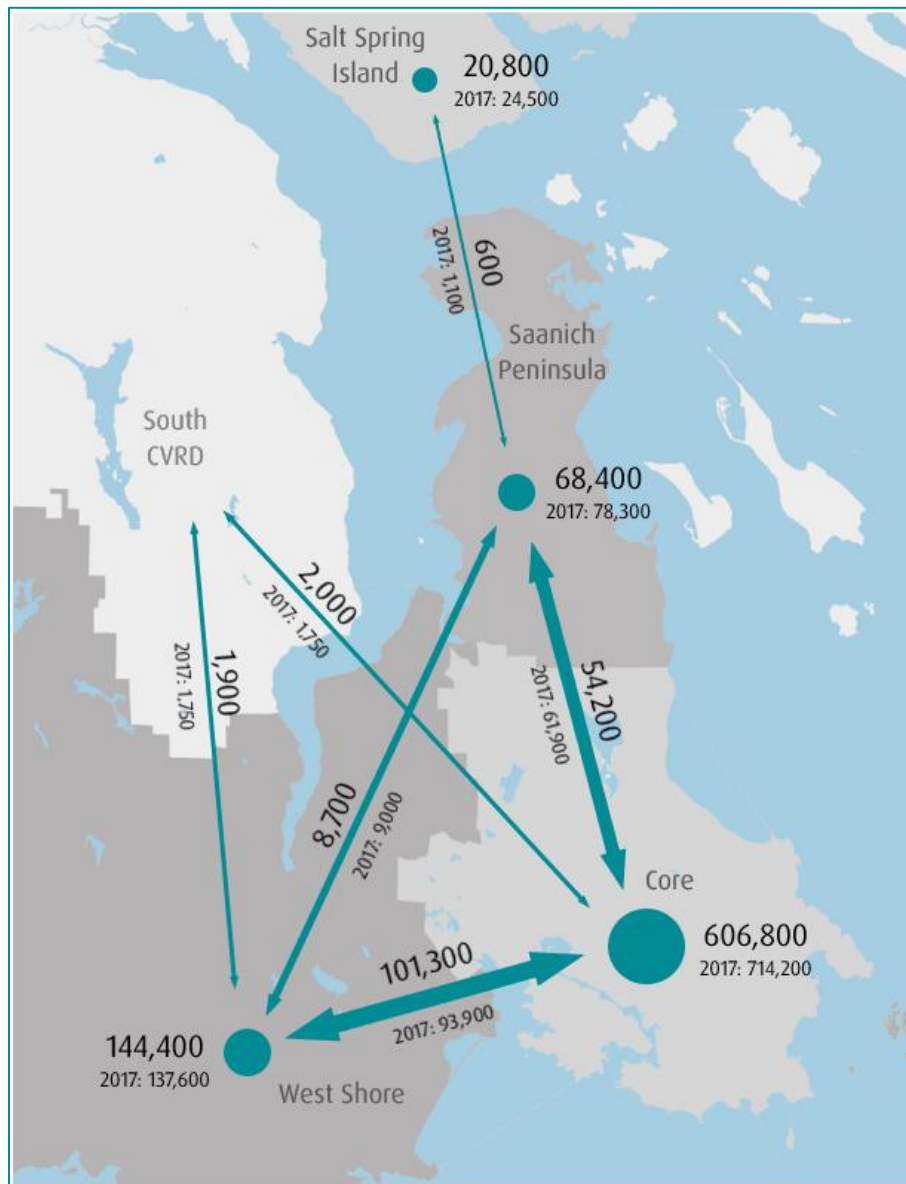 Salt Spring
Island
20,800
2017: 24,500
600
2017: 1,100
Saanich
Peninsula
South
CVRD
68,400
2017: 78,300
2,000
2017: 1,750
1,900
2017: 1,750
54,200
2017: 61,900
8,700
2017: 9,000
Core
606,800
2017: 714,200
101,300
2017: 93,900
144,400
2017: 137,600
West Shore